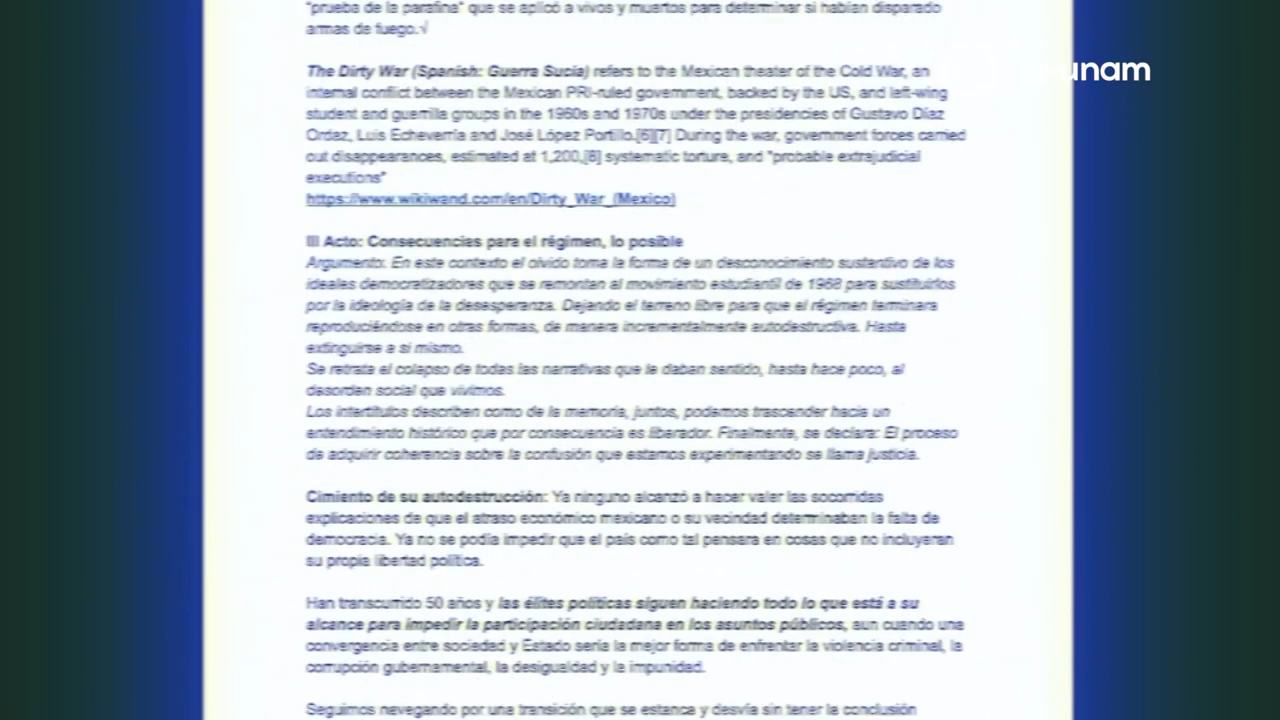 "prueba de la parafina" que se aplicó a vivos y muertos para determinar si habían disparado
armas de fuego.√
unam
The Dirty War (Spanish: Guerra Sucia) refers to the Mexican theater of the Cold War, an
internal conflict between the Mexican PRI-ruled government, backed by the US, and left-wing
student and guerrilla groups in the 1960s and 1970s under the presidencies of Gustavo Díaz
Ordaz, Luis Echeverría and José López Portillo.[6][7] During the war, government forces carried
out disappearances, estimated at 1,200,[8] systematic torture, and "probable extrajudicial
executions"
https://www.wikiwand.com/en/Dirty_War_(Mexico)
III Acto: Consecuencias para el régimen, lo posible
Argumento: En este contexto el olvido toma la forma de un desconocimiento sustantivo de los
ideales democratizadores que se remontan al movimiento estudiantil de 1968 para sustituirlos
por la ideología de la desesperanza. Dejando el terreno libre para que el régimen terminara
reproduciéndose en otras formas, de manera incrementalmente autodestructiva. Hasta
extinguirse a sí mismo.
Se retrata el colapso de todas las narrativas que le daban sentido, hasta hace poco, al
desorden social que vivimos.
Los intertítulos describen como de la memoria, juntos, podemos trascender hacia un
entendimiento histórico que por consecuencia es liberador. Finalmente, se declara: El proceso
de adquirir coherencia sobre la confusión que estamos experimentando se llama justicia.
Cimiento de su autodestrucción: Ya ninguno alcanzó a hacer valer las socorridas
explicaciones de que el atraso económico mexicano o su vecindad determinaban la falta de
democracia. Ya no se podía impedir que el país como tal pensara en cosas que no incluyeran
su propia libertad política.
Han transcurrido 50 años y las élites políticas siguen haciendo todo lo que está a su
alcance para impedir la participación ciudadana en los asuntos públicos, aun cuando una
convergencia entre sociedad y Estado sería la mejor forma de enfrentar la violencia criminal, la
corrupción gubernamental, la desigualdad y la impunidad.
Seguimos navegando por una transición que se estanca y desvía sin tener la conclusión